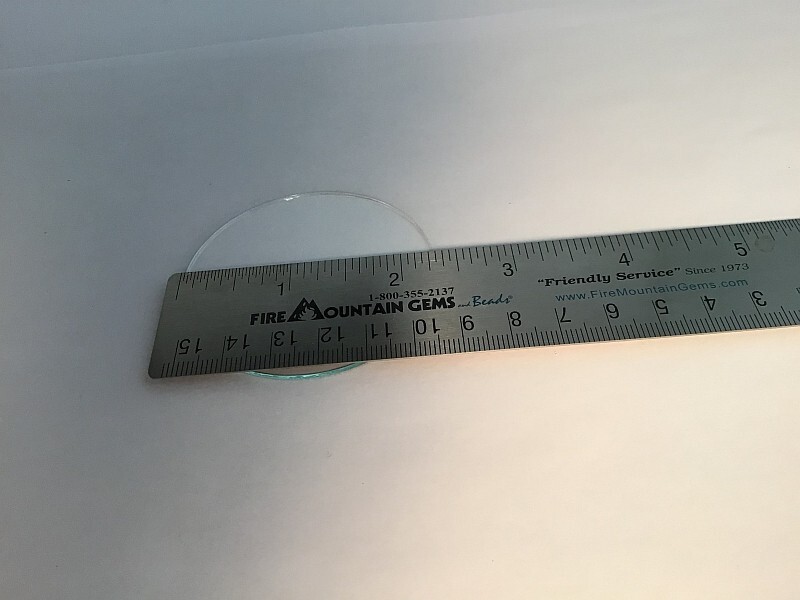 1 2 3 4 5
1-800-355-2137
FIRE MOUNTAIN GEMS and Beads®
"Friendly Service" Since 1973
www.FireMountainGems.com
15 14 13 12 11 10 9 8 7 6 5 4 3